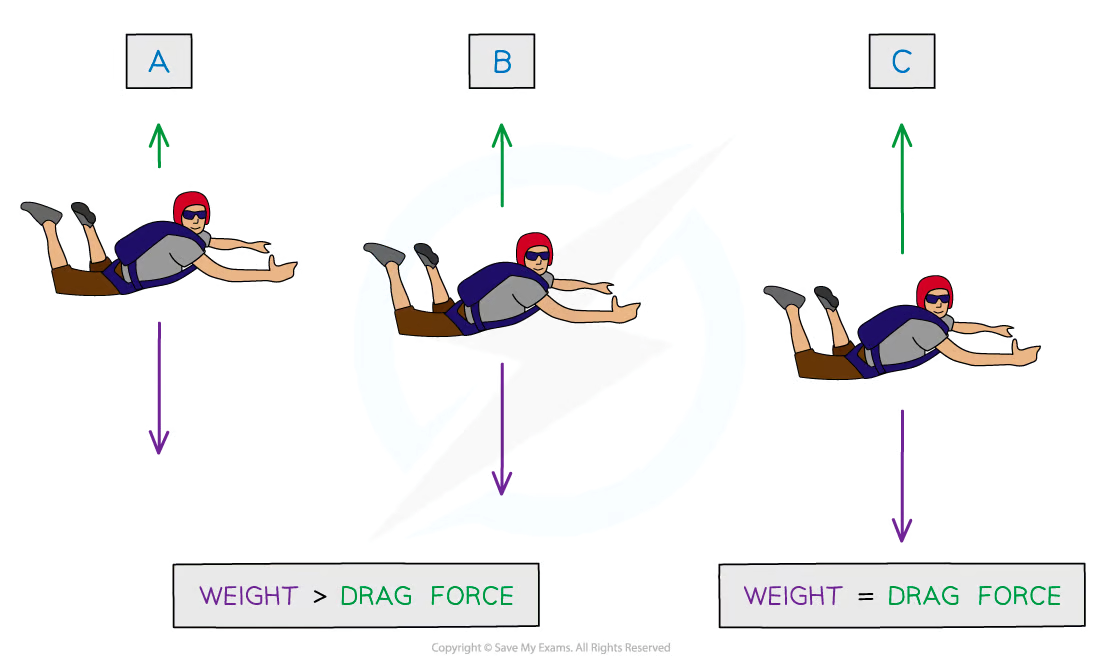 A
B
C
WEIGHT > DRAG FORCE
WEIGHT = DRAG FORCE
Copyright © Save My Exams. All Rights Reserved